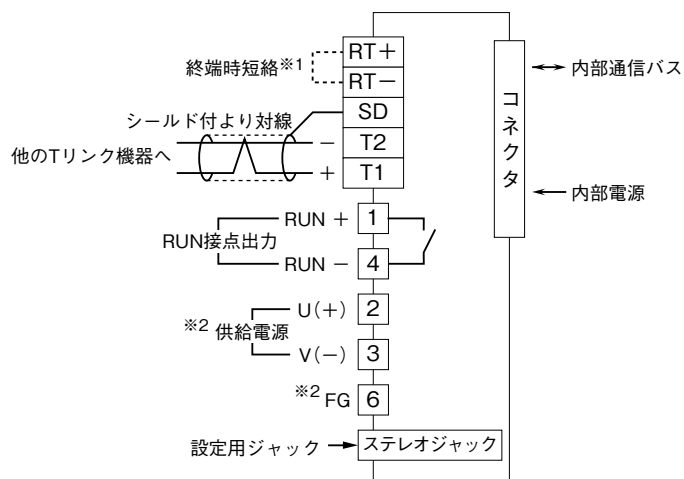 終端時短絡※1
RT+
RT−
SD
T2
T1
シールド付より対線
他のTリンク機器へ
−
+
コネクタ
内部通信バス
内部電源
RUN +
RUN接点出力
RUN −
1
4
U(+)
※2 供給電源
V(−)
2
3
※2 FG
6
設定用ジャック
ステレオジャック